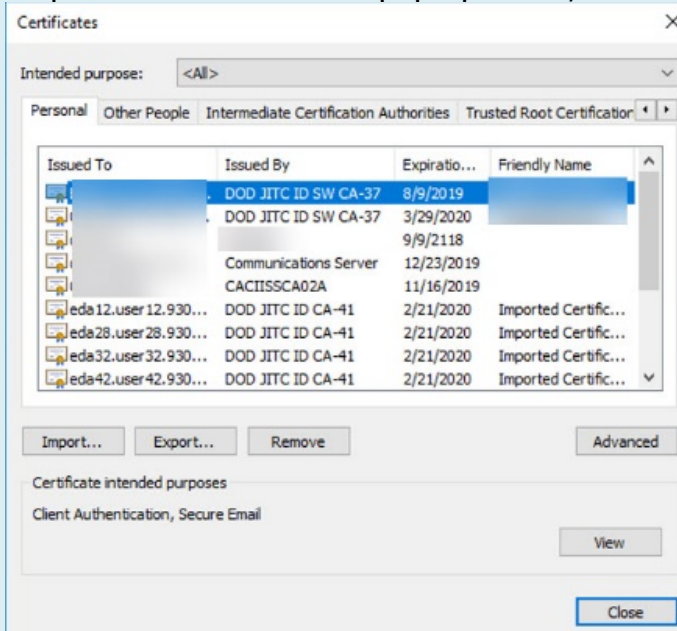 Certificates
Intended purpose: <All>
Personal Other People Intermediate Certification Authorities Trusted Root Certification
Issued To Issued By Expiratio... Friendly Name
DOD JITC ID SW CA-37 8/9/2019
DOD JITC ID SW CA-37 3/29/2020
9/9/2118
Communications Server 12/23/2019
CACIISSCA02A 11/16/2019
eda12.user12.930... DOD JITC ID CA-41 2/21/2020 Imported Certific...
eda28.user28.930... DOD JITC ID CA-41 2/21/2020 Imported Certific...
eda32.user32.930... DOD JITC ID CA-41 2/21/2020 Imported Certific...
eda42.user42.930... DOD JITC ID CA-41 2/21/2020 Imported Certific...
Import... Export... Remove Advanced
Certificate intended purposes
Client Authentication, Secure Email
View
Close